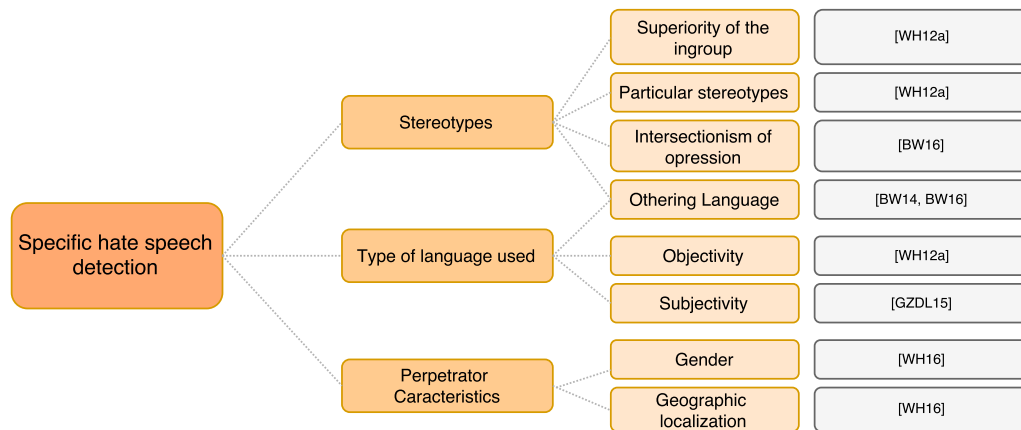 Specific hate speech
detection
Stereotypes
Type of language used
Perpetrator
Caracteristics
Superiority of the
ingroup
[WH12a]
Particular stereotypes
[WH12a]
Intersectionism of
opression
[BW16]
Othering Language
[BW14, BW16]
Objectivity
[WH12a]
Subjectivity
[GZDL15]
Gender
[WH16]
Geographic
localization
[WH16]